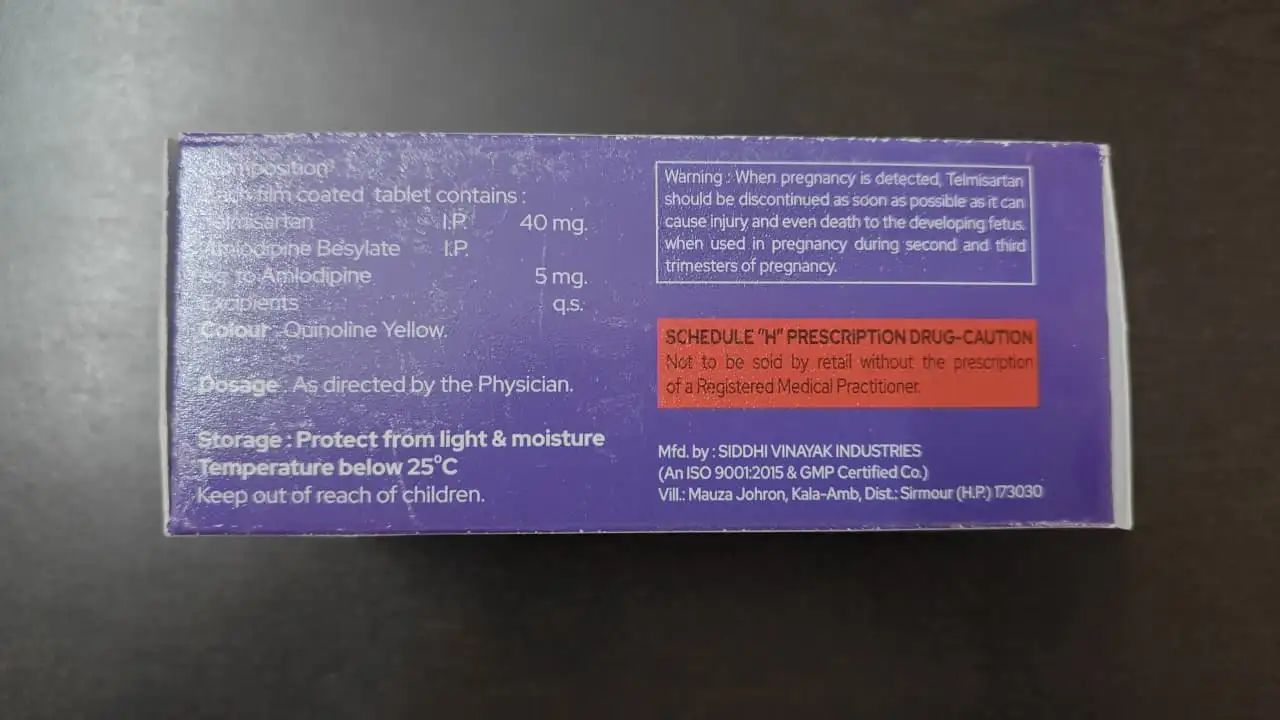 Composition
Each film coated tablet contains :
Telmisartan I.P. 40 mg.
Amlodipine Besylate I.P.
eq. to Amlodipine 5 mg.
Excipients q.s.
Colour : Quinoline Yellow.
Dosage : As directed by the Physician.
Storage : Protect from light & moisture
Temperature below 25°C
Keep out of reach of children.
Warning : When pregnancy is detected, Telmisartan
should be discontinued as soon as possible as it can
cause injury and even death to the developing fetus.
when used in pregnancy during second and third
trimesters of pregnancy.
SCHEDULE "H" PRESCRIPTION DRUG-CAUTION
Not to be sold by retail without the prescription
of a Registered Medical Practitioner.
Mfd. by : SIDDHI VINAYAK INDUSTRIES
(An ISO 9001:2015 & GMP Certified Co.)
Vill.: Mauza Johron, Kala-Amb, Dist.: Sirmour (H.P.) 173030